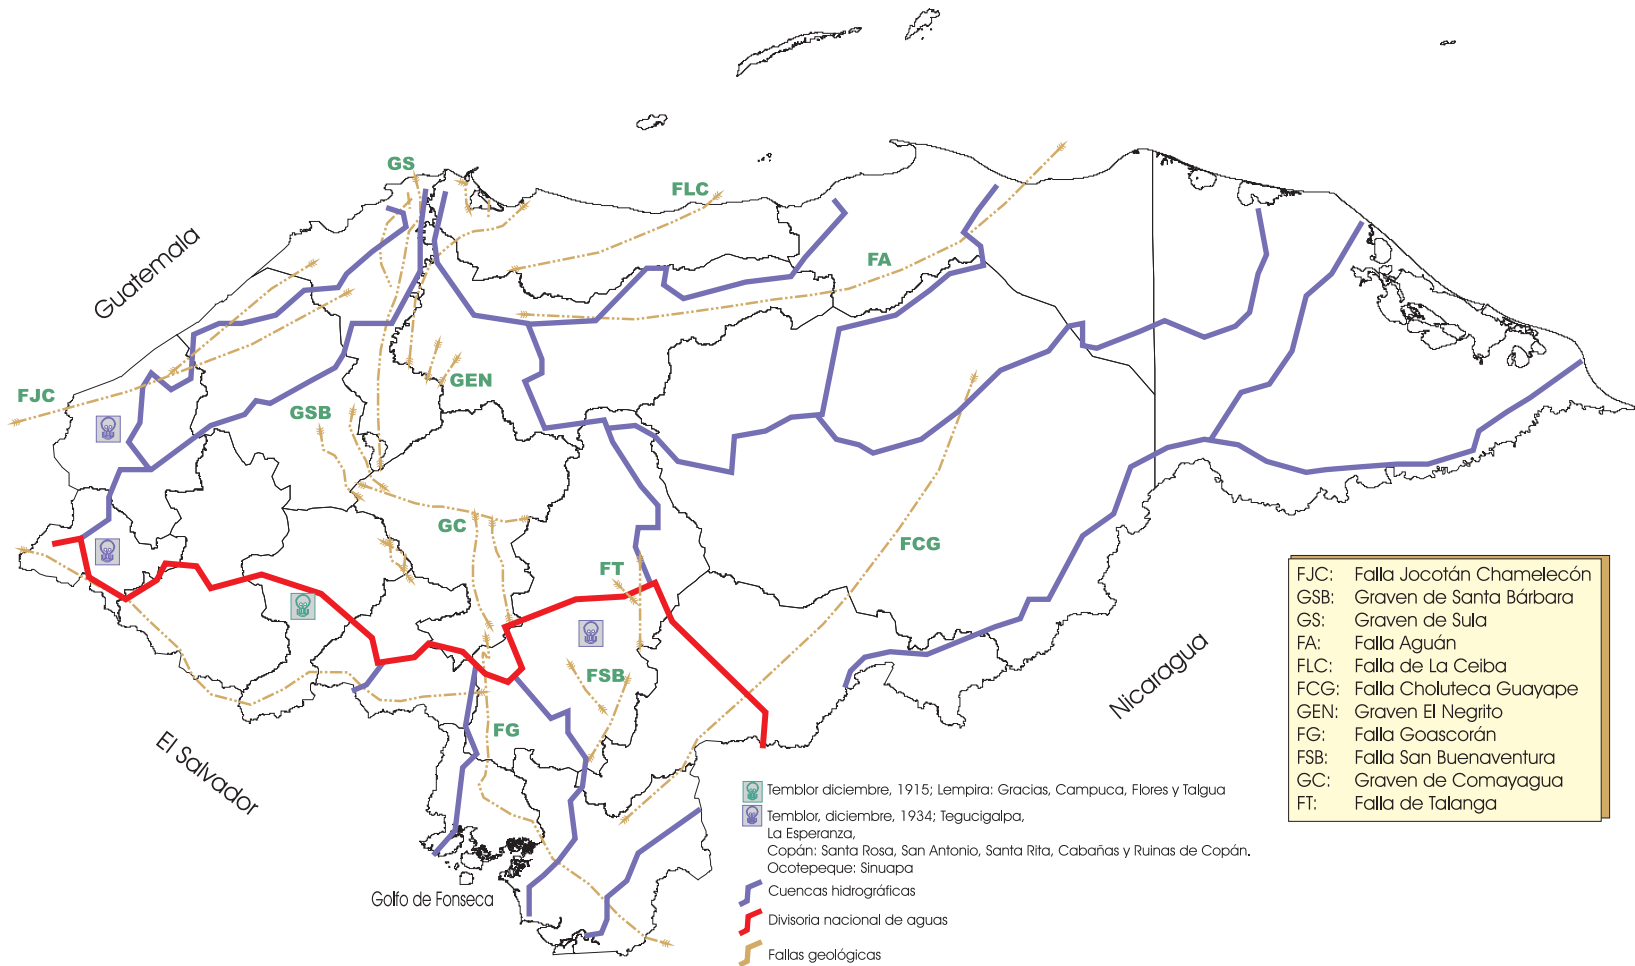 GS
FLC
Guatemala
FA
FJC
GEN
GSB
GC
FCG
FT
FSB
FG
Nicaragua
El Salvador
Golfo de Fonseca
FJC: Falla Jocotán Chamelecón
GSB: Graven de Santa Bárbara
GS: Graven de Sula
FA: Falla Aguán
FLC: Falla de La Ceiba
FCG: Falla Choluteca Guayape
GEN: Graven El Negrito
FG: Falla Goascorán
FSB: Falla San Buenaventura
GC: Graven de Comayagua
FT: Falla de Talanga
Temblor diciembre, 1915; Lempira: Gracias, Campuca, Flores y Talgua
Temblor, diciembre, 1934; Tegucigalpa,
La Esperanza,
Copán: Santa Rosa, San Antonio, Santa Rita, Cabañas y Ruinas de Copán.
Ocotepeque: Sinuapa
Cuencas hidrográficas
Divisoria nacional de aguas
Fallas geológicas